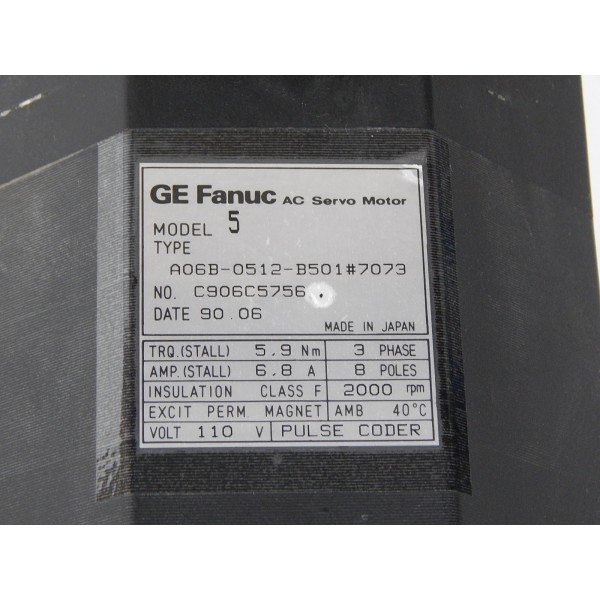 GE Fanuc AC Servo Motor
MODEL 5
TYPE
A06B-0512-B501#7073
NO. C906C5756
DATE 90.06
MADE IN JAPAN
TRQ.(STALL) 5.9 Nm 3 PHASE
AMP.(STALL) 6.8 A 8 POLES
INSULATION CLASS F 2000 rpm
EXCIT PERM MAGNET AMB 40°C
VOLT 110 V PULSE CODER